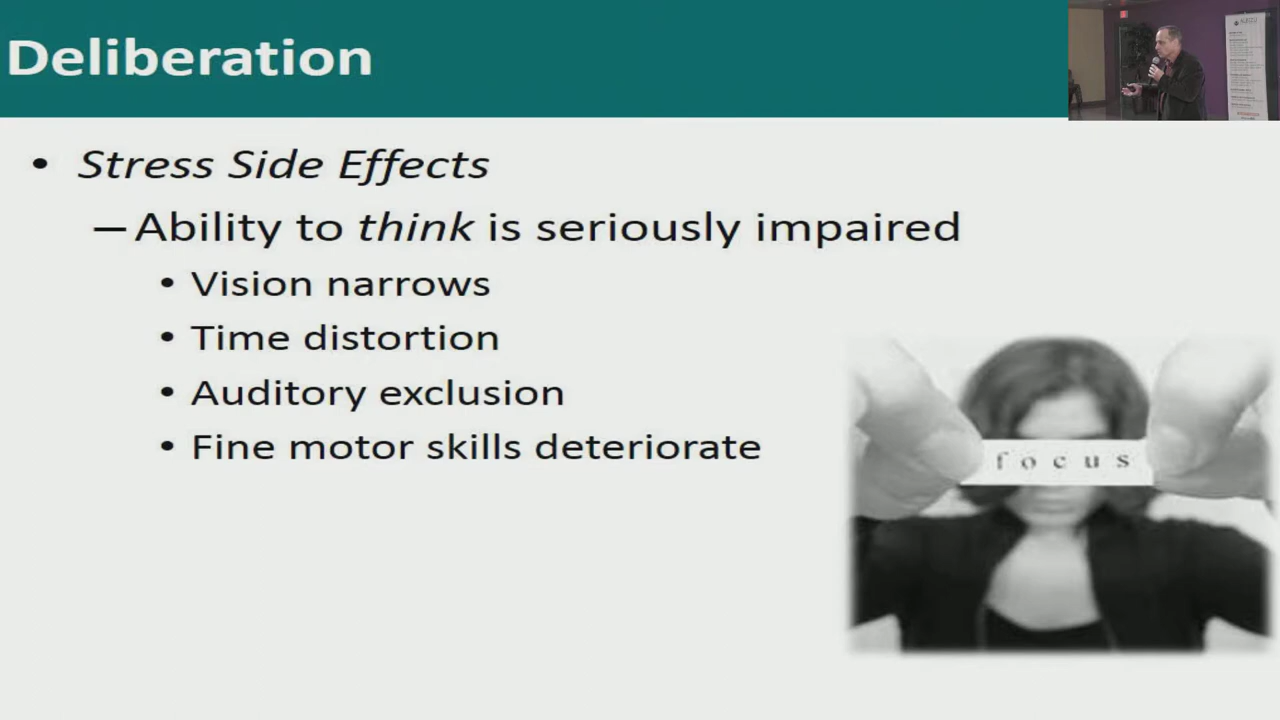 Deliberation
• Stress Side Effects
– Ability to think is seriously impaired
• Vision narrows
• Time distortion
• Auditory exclusion
• Fine motor skills deteriorate
focus